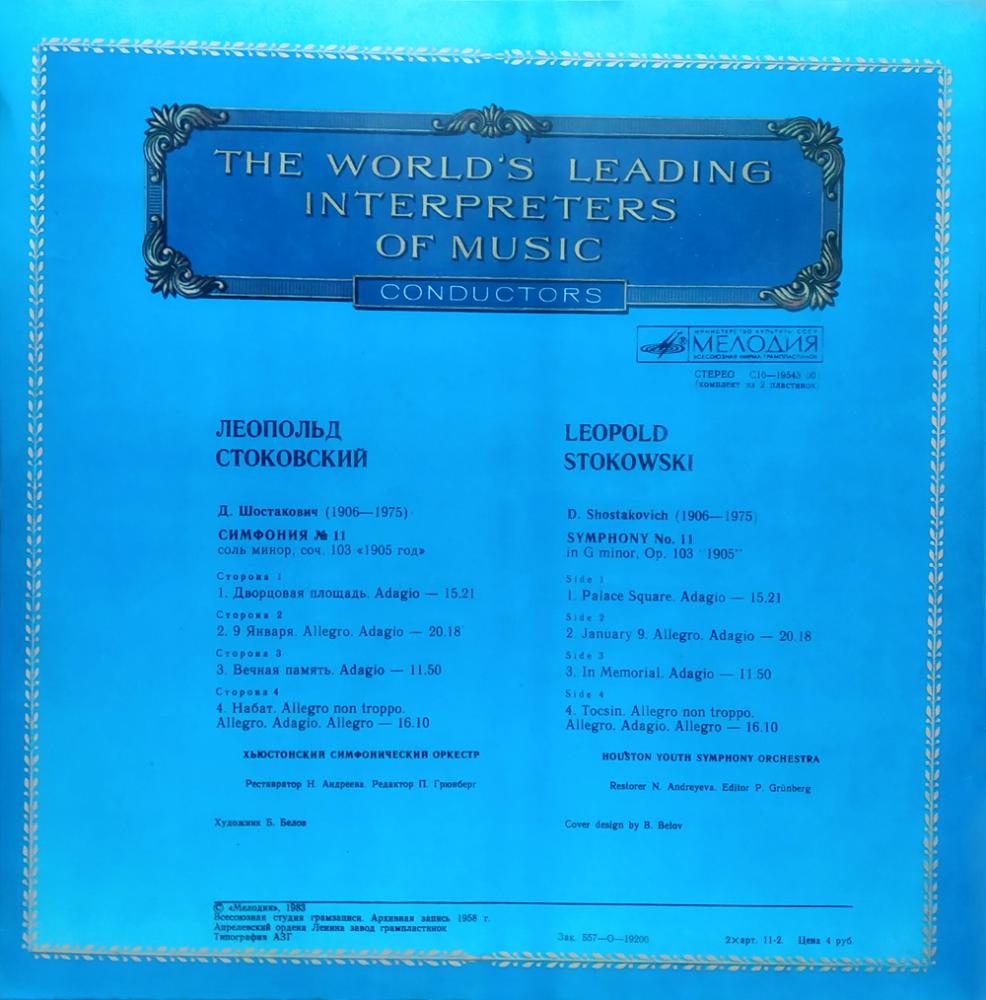 THE WORLD'S LEADING
INTERPRETERS
OF MUSIC
CONDUCTORS
МИНИСТЕРСТВО КУЛЬТУРЫ СССР
МЕЛОДИЯ
ВСЕСОЮЗНАЯ ФИРМА ГРАМПЛАСТИНОК
СТЕРЕО С10—19543
(комплект из 2 пластинок)
ЛЕОПОЛЬД
СТОКОВСКИЙ
Д. Шостакович (1906—1975)
СИМФОНИЯ № 11
соль минор, соч. 103 «1905 год»
Сторона 1
1. Дворцовая площадь. Adagio — 15.21
Сторона 2
2. 9 Января. Allegro. Adagio — 20.18
Сторона 3
3. Вечная память. Adagio — 11.50
Сторона 4
4. Набат. Allegro non troppo.
Allegro. Adagio. Allegro — 16.10
ХЬЮСТОНСКИЙ СИМФОНИЧЕСКИЙ ОРКЕСТР
Реставратор Н. Андреева. Редактор П. Грюнберг
Художник Б. Белов
LEOPOLD
STOKOWSKI
D. Shostakovich (1906—1975)
SYMPHONY No. 11
in G minor, Op. 103 "1905"
Side 1
1. Palace Square. Adagio — 15.21
Side 2
2 January 9. Allegro. Adagio — 20.18
Side 3
3. In Memorial. Adagio — 11.50
Side 4
4. Tocsin. Allegro non troppo.
Allegro. Adagio. Allegro — 16.10
HOUSTON YOUTH SYMPHONY ORCHESTRA
Restorer N. Andreyeva. Editor P. Grünberg
Cover design by B. Belov
© «Мелодия», 1983
Всесоюзная студия грамзаписи. Архивная запись 1958 г.
Апрелевский ордена Ленина завод грампластинок
Типография АЗГ
Зак. 557—О—19200
2×арт. 11-2. Цена 4 руб.